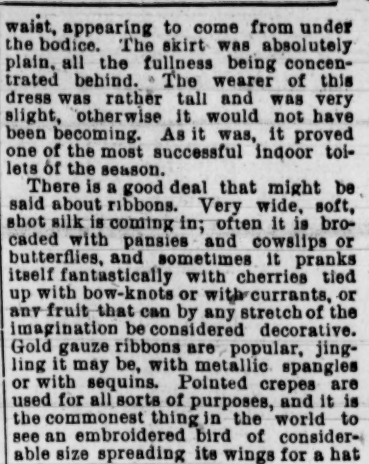 waist, appearing to come from under
the bodice. The skirt was absolutely
plain, all the fullness being concen-
trated behind. The wearer of this
dress was rather tall and was very
slight, otherwise it would not have
been becoming. As it was, it proved
one of the most successful indoor toi-
lets of the season.
There is a good deal that might be
said about ribbons. Very wide, soft,
shot silk is coming in; often it is bro-
caded with pansies and cowslips or
butterflies, and sometimes it pranks
itself fantastically with cherries tied
up with bow-knots or with currants, or
any fruit that can by any stretch of the
imagination be considered decorative.
Gold gauze ribbons are popular, jing-
ling it may be, with metallic spangles
or with sequins. Pointed crepes are
used for all sorts of purposes, and it is
the commonest thing in the world to
see an embroidered bird of consider-
able size spreading its wings for a hat